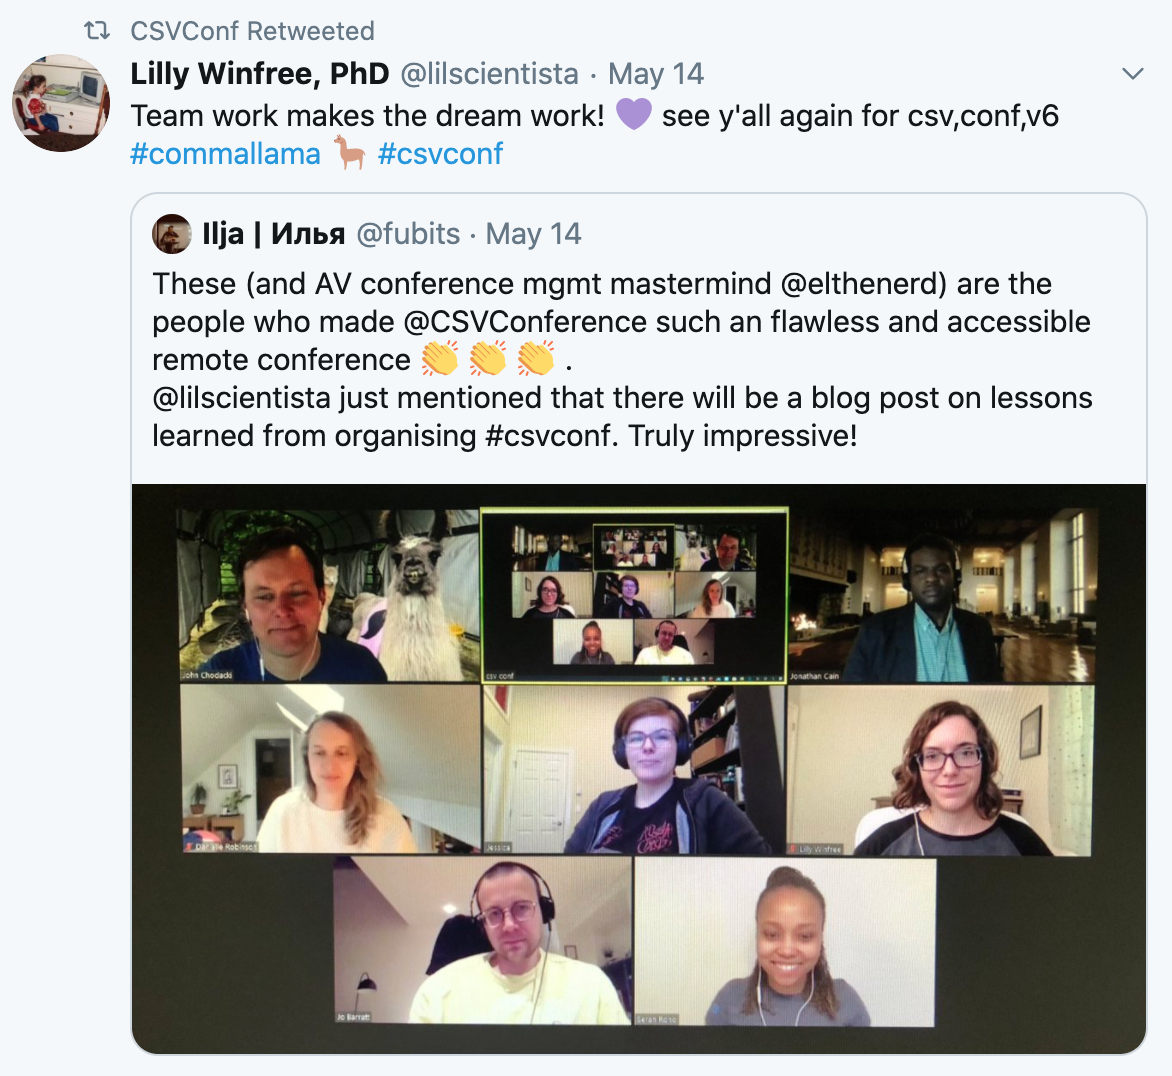 CSVConf Retweeted
Lilly Winfree, PhD @lilscientista · May 14
Team work makes the dream work! 💜 see y'all again for csv,conf,v6
#commallama 🦙 #csvconf
Ilja | Илья @fubits · May 14
These (and AV conference mgmt mastermind @elthenerd) are the
people who made @CSVConference such an flawless and accessible
remote conference 👏 👏 👏 .
@lilscientista just mentioned that there will be a blog post on lessons
learned from organising #csvconf. Truly impressive!
John Chodacki
csv conf
Jonathan Cain
Danielle Robinson
Jessica
Lilly Winfree
Jo Barratt